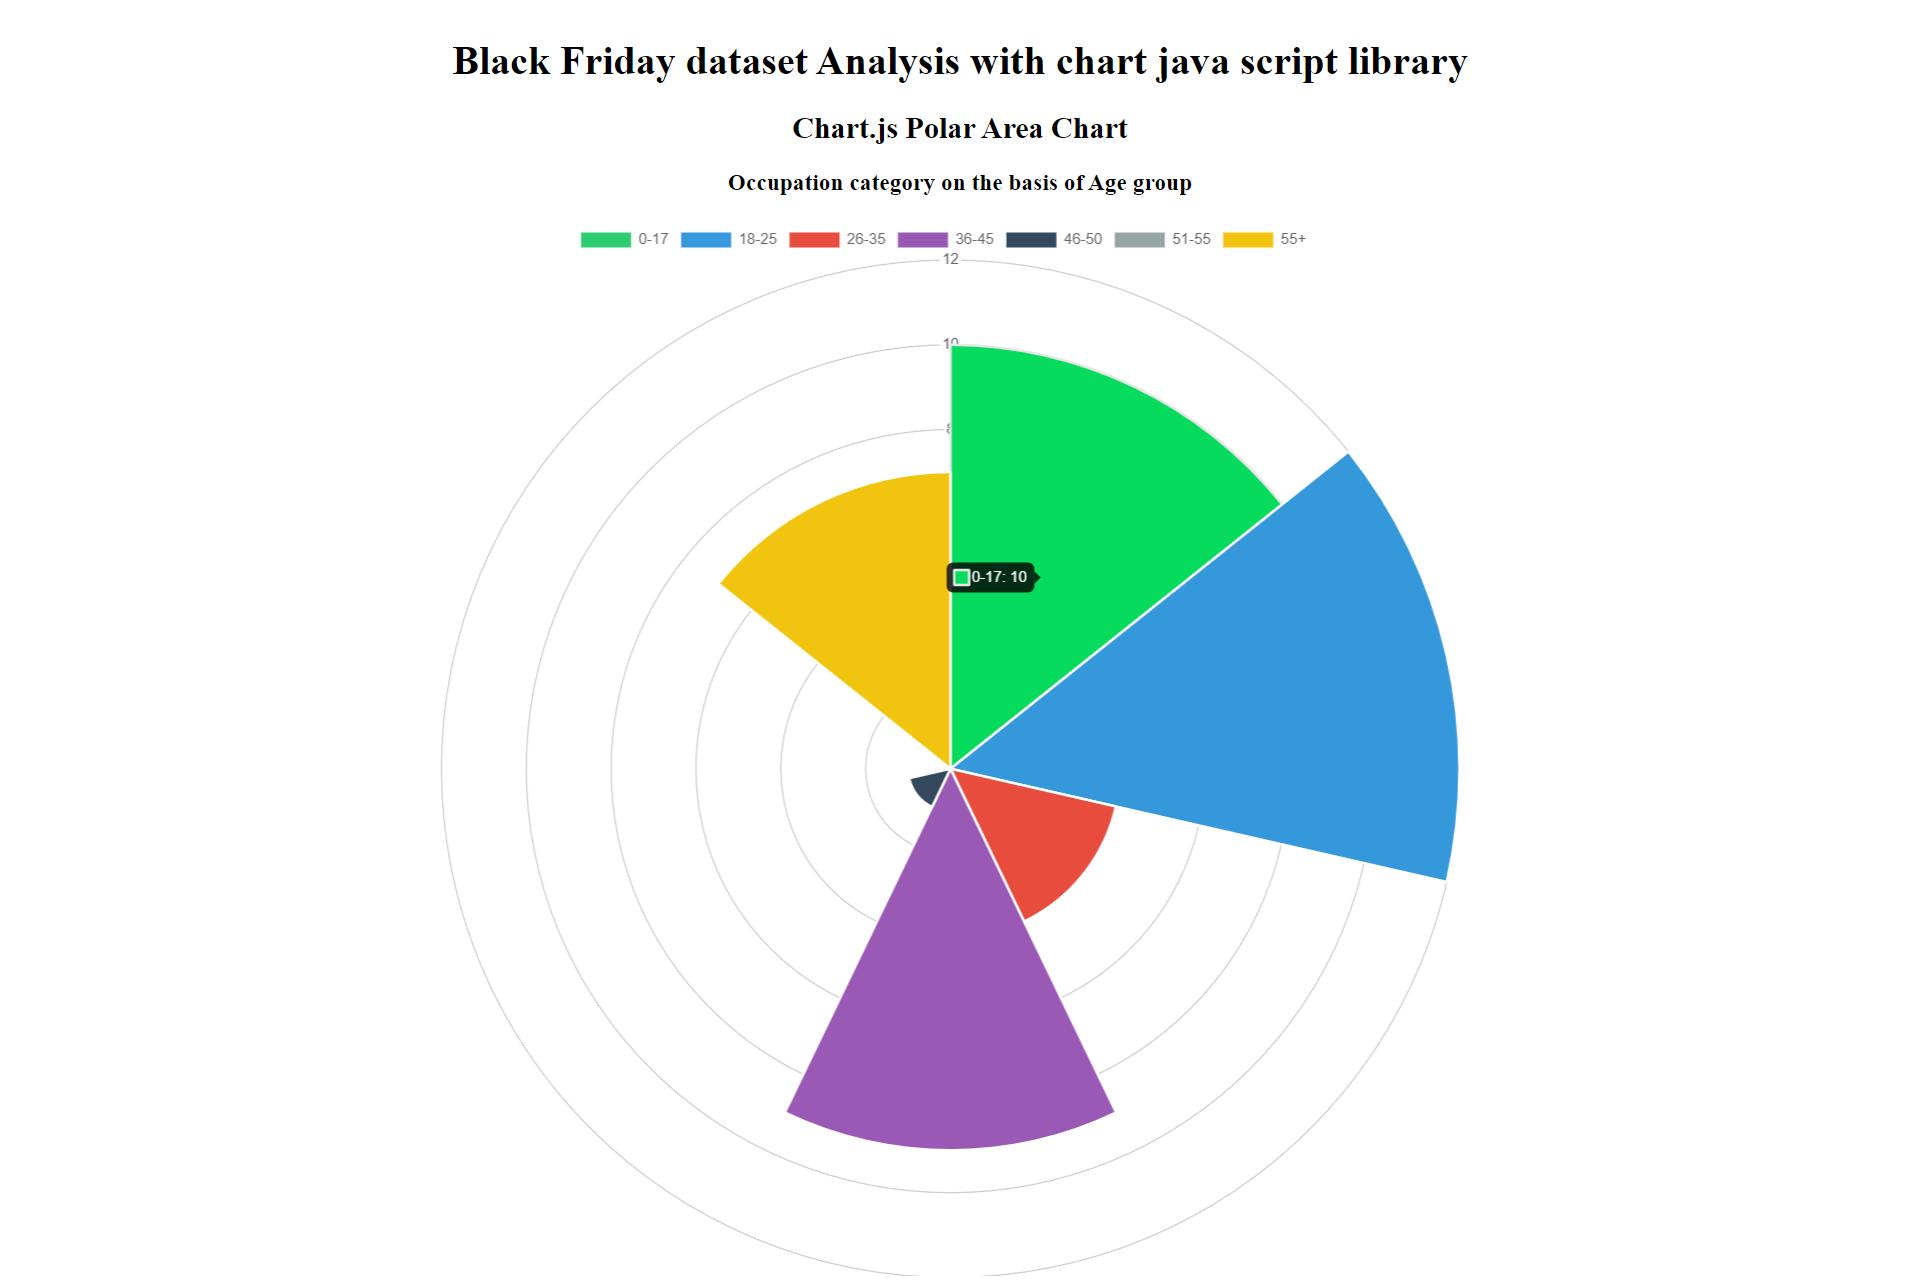 Black Friday dataset Analysis with chart java script library
Chart.js Polar Area Chart
Occupation category on the basis of Age group
0-17 18-25 26-35 36-45 46-50 51-55 55+
12
10
8
0-17: 10